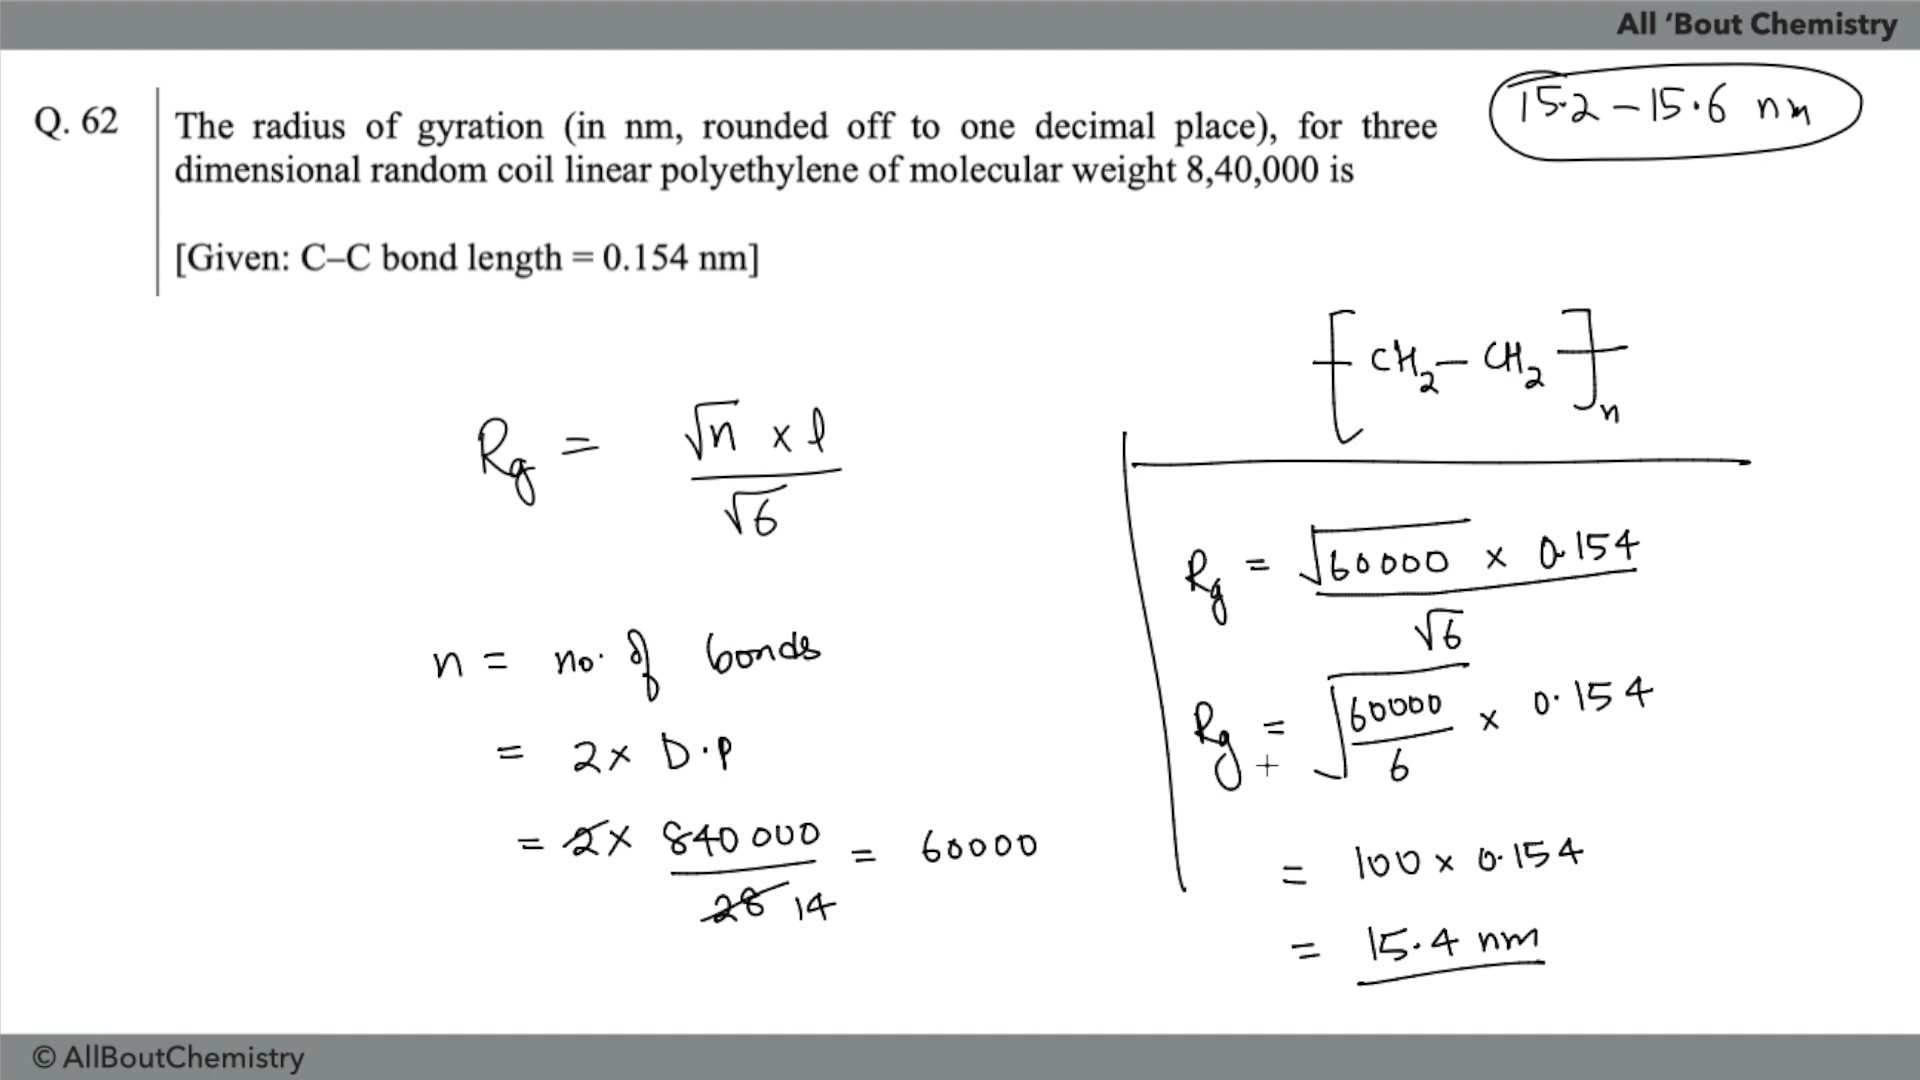 All ‘Bout Chemistry
Q. 62
The radius of gyration (in nm, rounded off to one decimal place), for three
dimensional random coil linear polyethylene of molecular weight 8,40,000 is
[Given: C–C bond length = 0.154 nm]
15.2 – 15.6 nm
[CH₂ – CH₂]n
Rg = √n × l / √6
n = no. of bonds
= 2 × D.P
= 2 × 840 000 / 28 14 = 60000
Rg = √60000 × 0.154 / √6
Rg = √60000/6 × 0.154
= 100 × 0.154
= 15.4 nm
© AllBoutChemistry